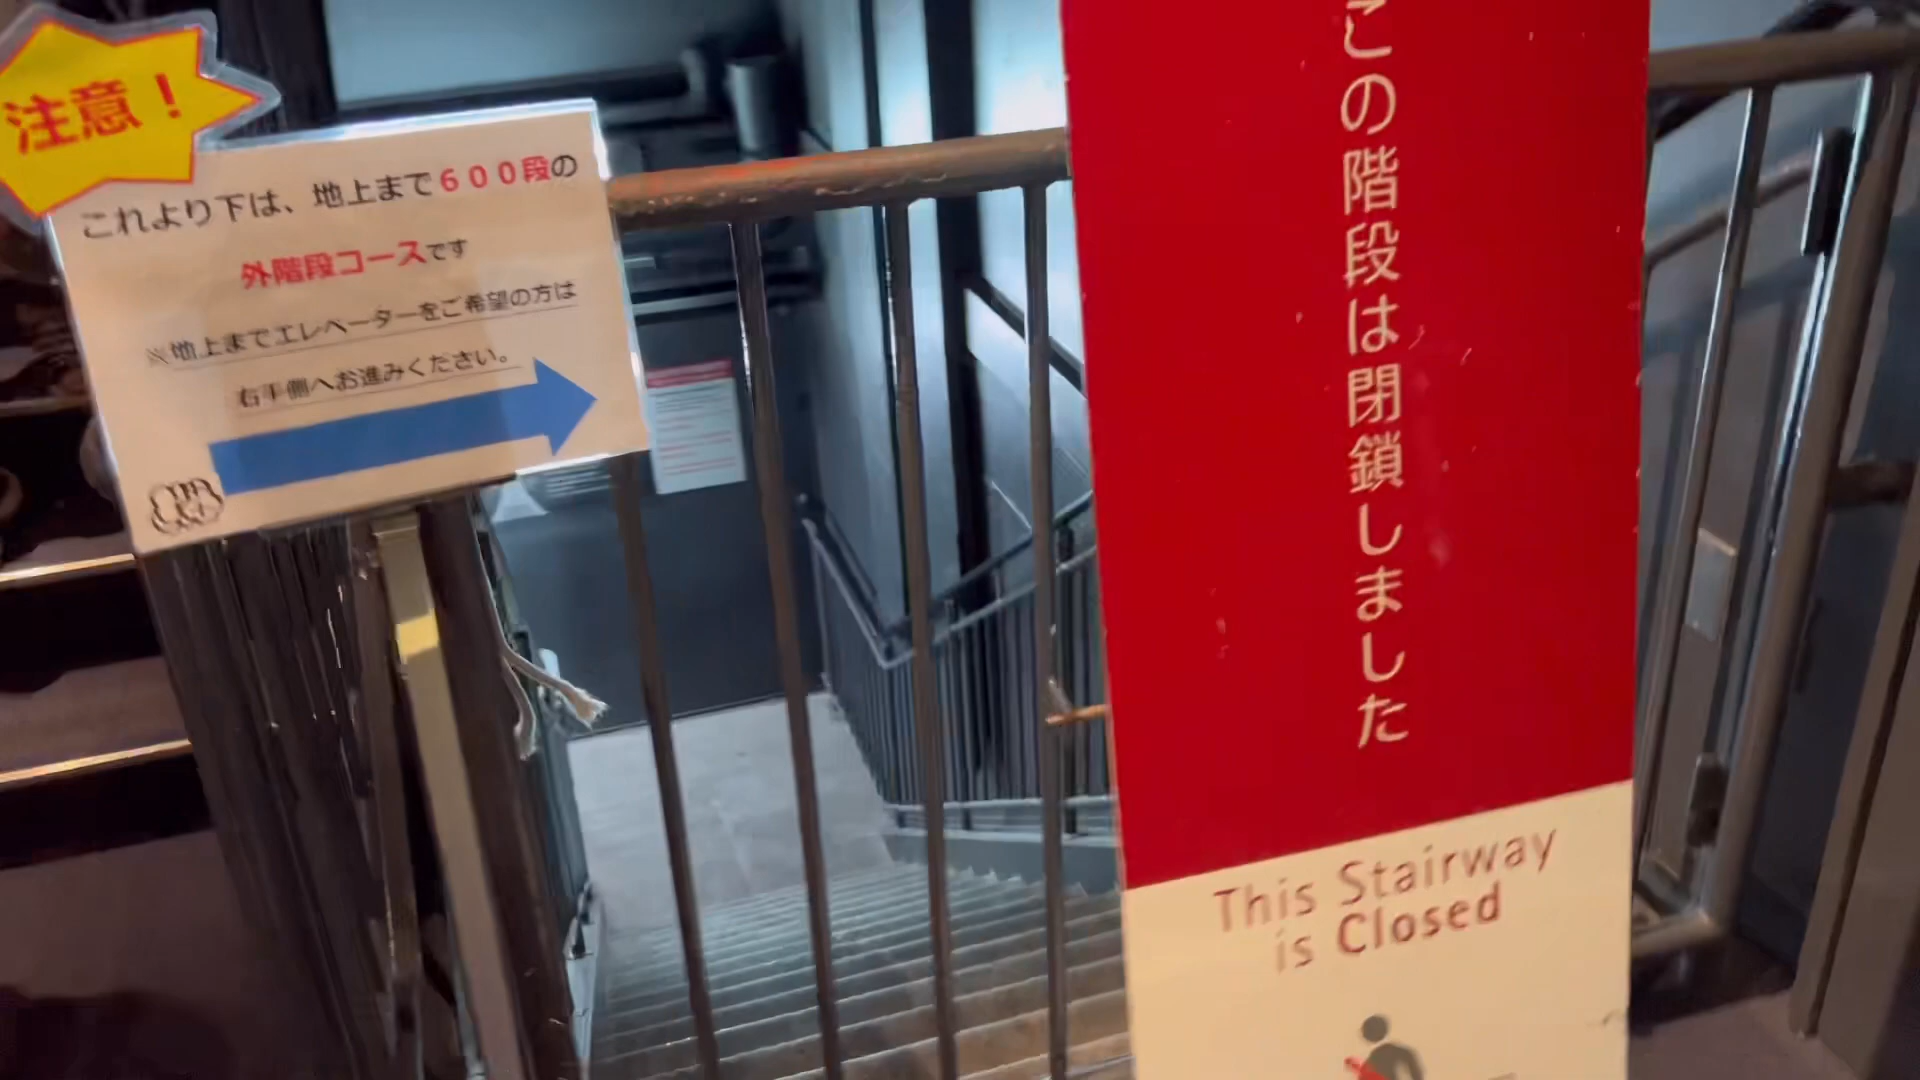 注意！
これより下は、地上まで６００段の
外階段コースです
※地上までエレベーターをご希望の方は
右手側へお進みください。
この階段は閉鎖しました
This Stairway
is Closed